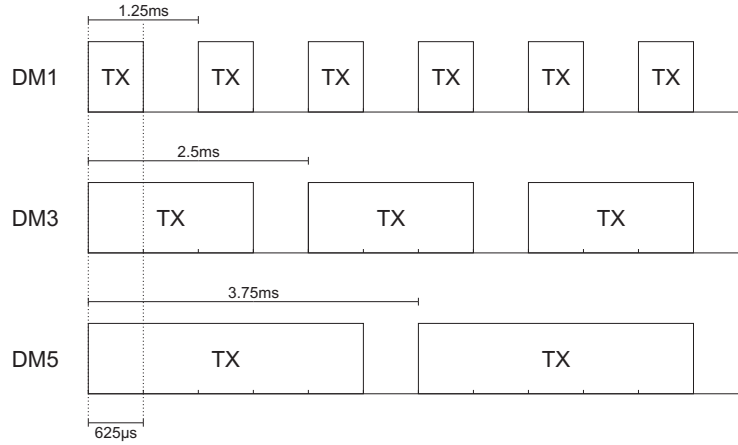 1.25ms
DM1 TX TX TX TX TX TX
2.5ms
DM3 TX TX TX
3.75ms
DM5 TX TX
625µs